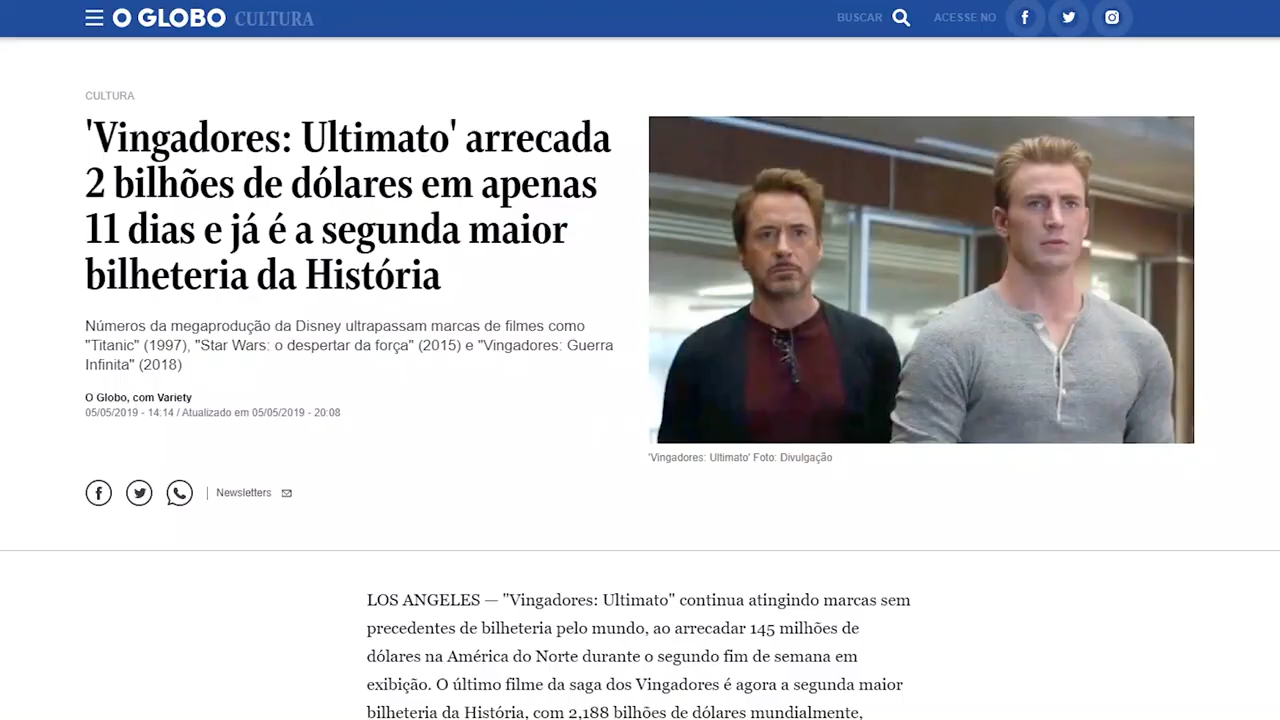 O GLOBO CULTURA BUSCAR ACESSE NO
CULTURA
'Vingadores: Ultimato' arrecada
2 bilhões de dólares em apenas
11 dias e já é a segunda maior
bilheteria da História
Números da megaprodução da Disney ultrapassam marcas de filmes como
"Titanic" (1997), "Star Wars: o despertar da força" (2015) e "Vingadores: Guerra
Infinita" (2018)
O Globo, com Variety
05/05/2019 - 14:14 / Atualizado em 05/05/2019 - 20:08
'Vingadores: Ultimato' Foto: Divulgação
Newsletters
LOS ANGELES — "Vingadores: Ultimato" continua atingindo marcas sem
precedentes de bilheteria pelo mundo, ao arrecadar 145 milhões de
dólares na América do Norte durante o segundo fim de semana em
exibição. O último filme da saga dos Vingadores é agora a segunda maior
bilheteria da História, com 2,188 bilhões de dólares mundialmente,